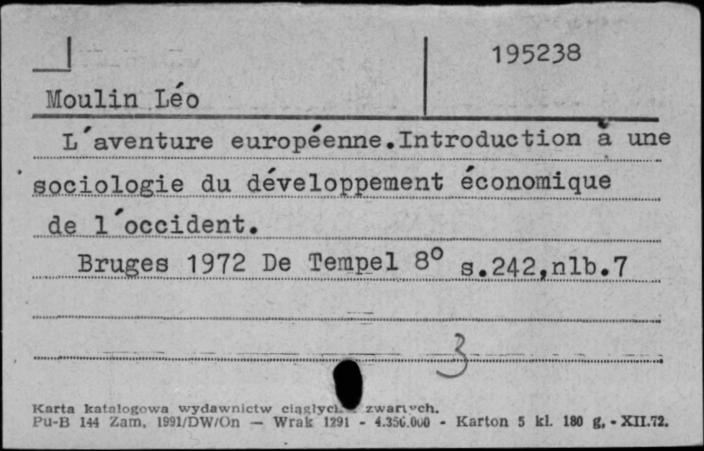 195238
Moulin Léo
L'aventure européenne.Introduction à une
sociologie du développement économique
de l'occident.
Bruges 1972 De Tempel 8° s.242,nlb.7
3
Karta katalogowa wydawnictw ciągłych zwartych.
Pu-B 144 Zam. 1991/DW/On — Wrak 1291 - 4.356.000 - Karton 5 kl. 180 g. - XII.72.